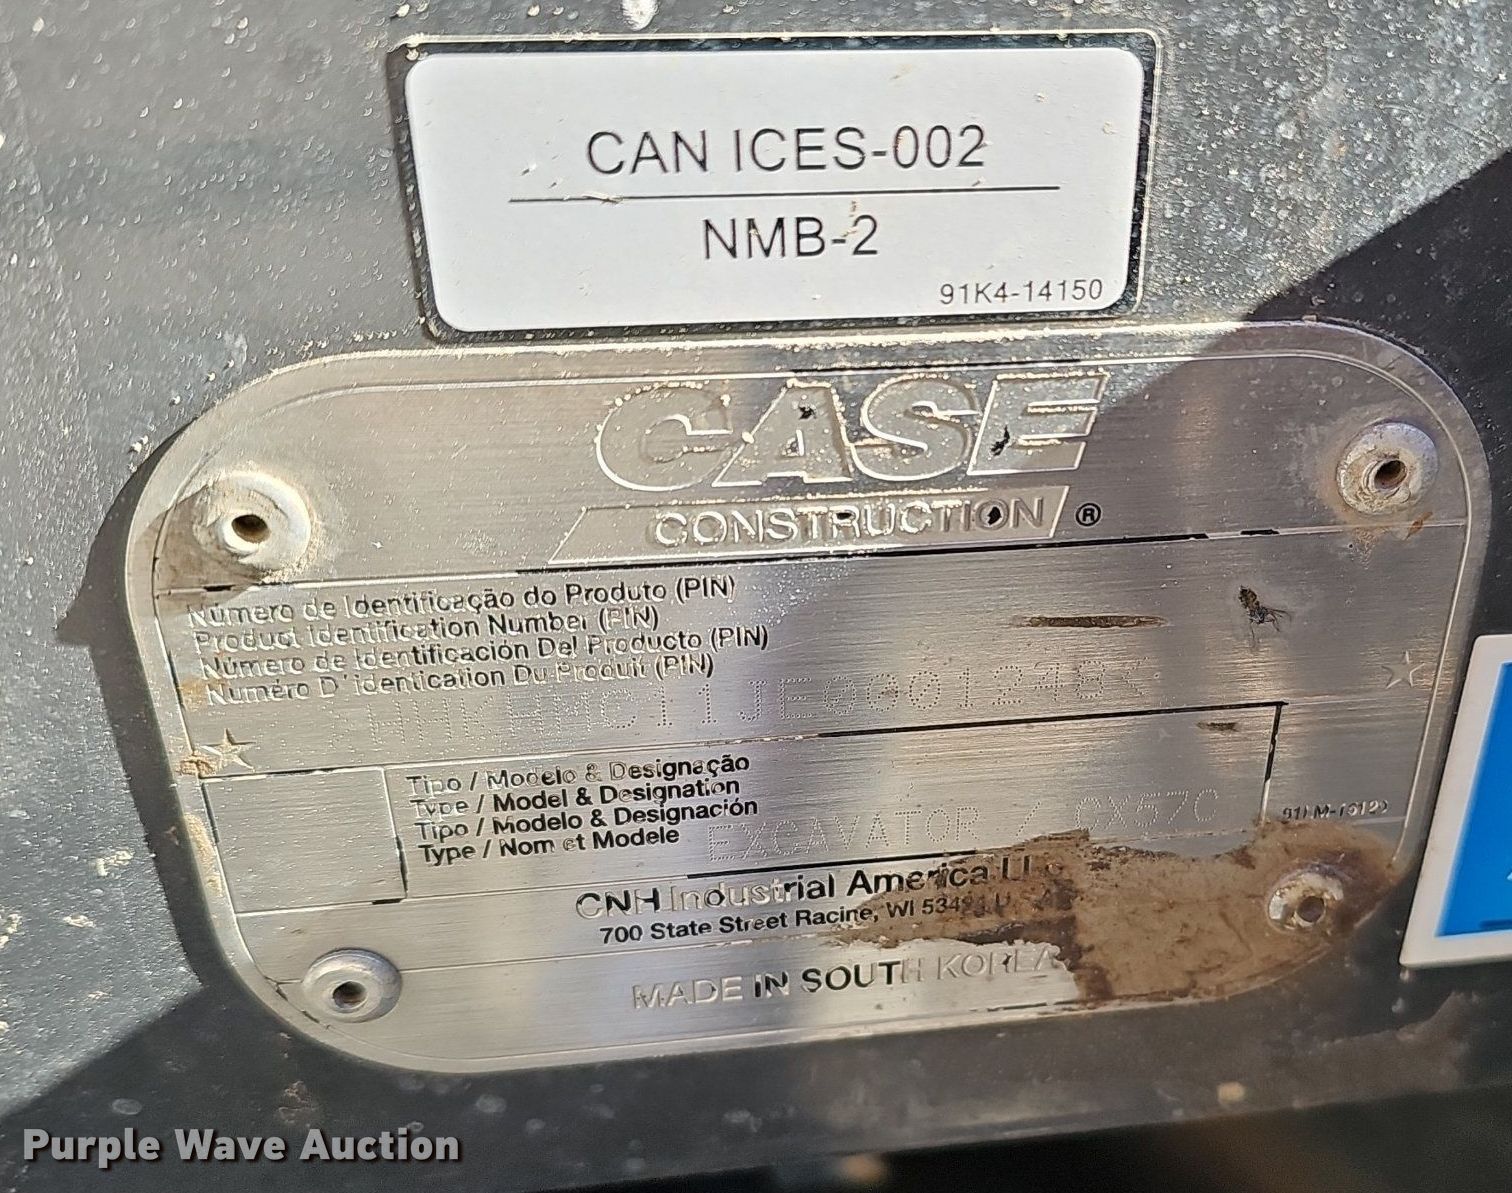 CAN ICES-002
NMB-2
91K4-14150
CASE
CONSTRUCTION ®
Número de Identificação do Produto (PIN)
Product Identification Number (PIN)
Número de Identificación Del Producto (PIN)
Numéro D'identication Du Produit (PIN)
Tipo / Modelo & Designação
Type / Model & Designation
Tipo / Modelo & Designación
Type / Nom et Modele
EXCAVATOR /
CNH Industrial America LLC
700 State Street Racine, WI
MADE IN SOUTH KOREA
Purple Wave Auction